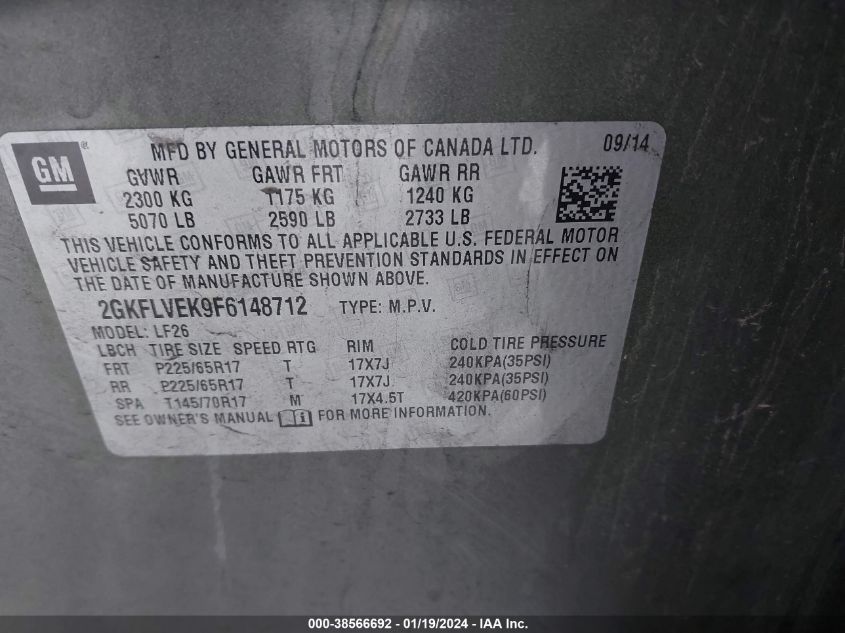 GM ® MFD BY GENERAL MOTORS OF CANADA LTD. 09/14
GVWR GAWR FRT GAWR RR
2300 KG 1175 KG 1240 KG
5070 LB 2590 LB 2733 LB
THIS VEHICLE CONFORMS TO ALL APPLICABLE U.S. FEDERAL MOTOR
VEHICLE SAFETY AND THEFT PREVENTION STANDARDS IN EFFECT ON
THE DATE OF MANUFACTURE SHOWN ABOVE.
2GKFLVEK9F6148712 TYPE: M.P.V.
MODEL: LF26
LBCH TIRE SIZE SPEED RTG RIM COLD TIRE PRESSURE
FRT P225/65R17 T 17X7J 240KPA(35PSI)
RR P225/65R17 T 17X7J 240KPA(35PSI)
SPA T145/70R17 M 17X4.5T 420KPA(60PSI)
SEE OWNER'S MANUAL FOR MORE INFORMATION.
000-38566692 - 01/19/2024 - IAA Inc.